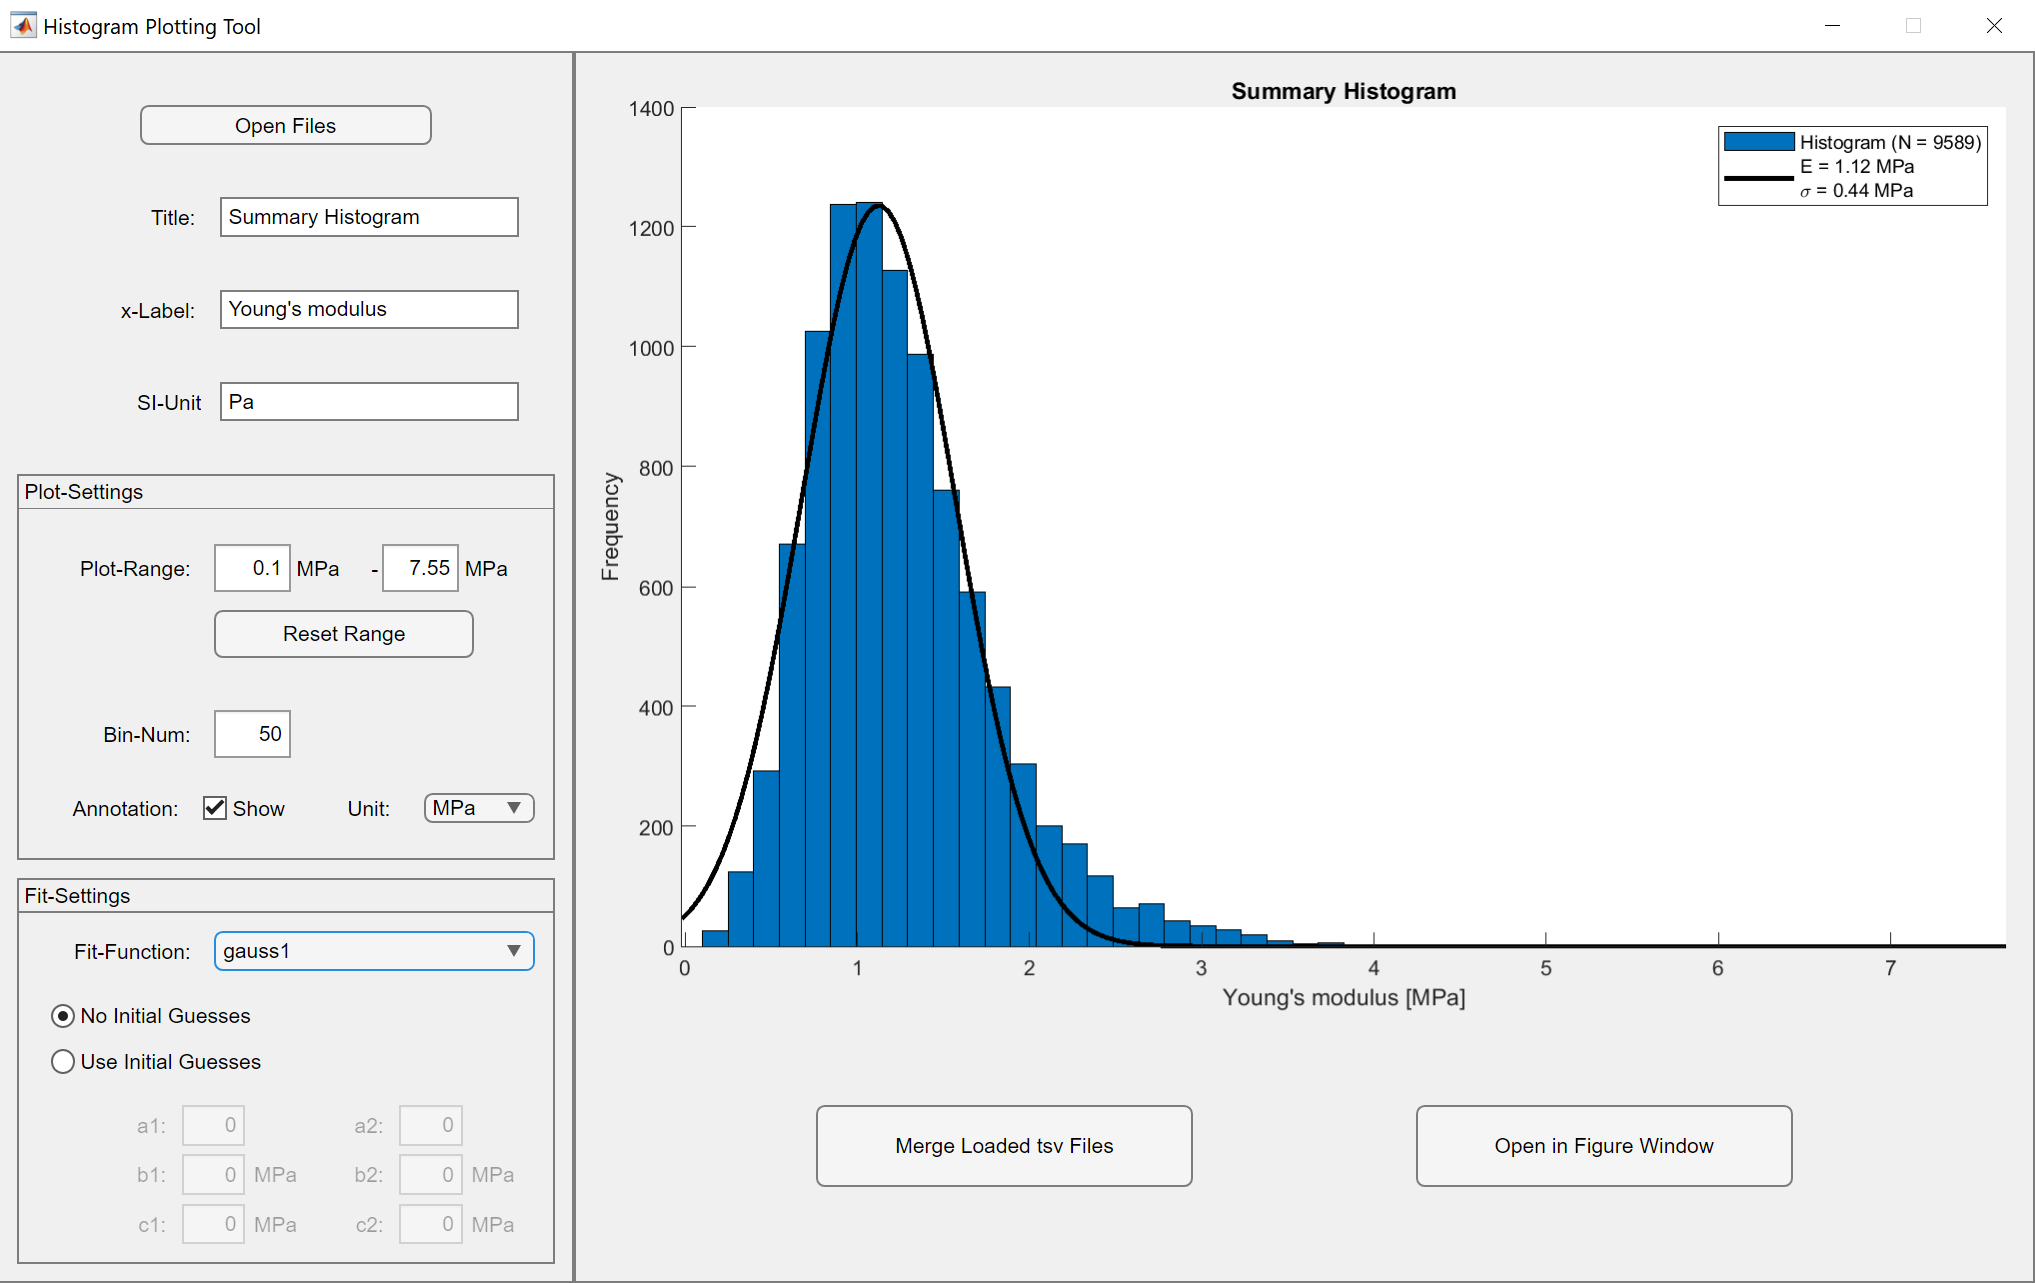 Histogram Plotting Tool
Open Files
Title: Summary Histogram
x-Label: Young's modulus
SI-Unit Pa
Plot-Settings
Plot-Range: 0.1 MPa - 7.55 MPa
Reset Range
Bin-Num: 50
Annotation: Show Unit: MPa
Fit-Settings
Fit-Function: gauss1
No Initial Guesses
Use Initial Guesses
a1: 0 a2: 0
b1: 0 MPa b2: 0 MPa
c1: 0 MPa c2: 0 MPa
Summary Histogram
Histogram (N = 9589)
E = 1.12 MPa
σ = 0.44 MPa
Frequency
1400
1200
1000
800
600
400
200
0
0 1 2 3 4 5 6 7
Young's modulus [MPa]
Merge Loaded tsv Files
Open in Figure Window